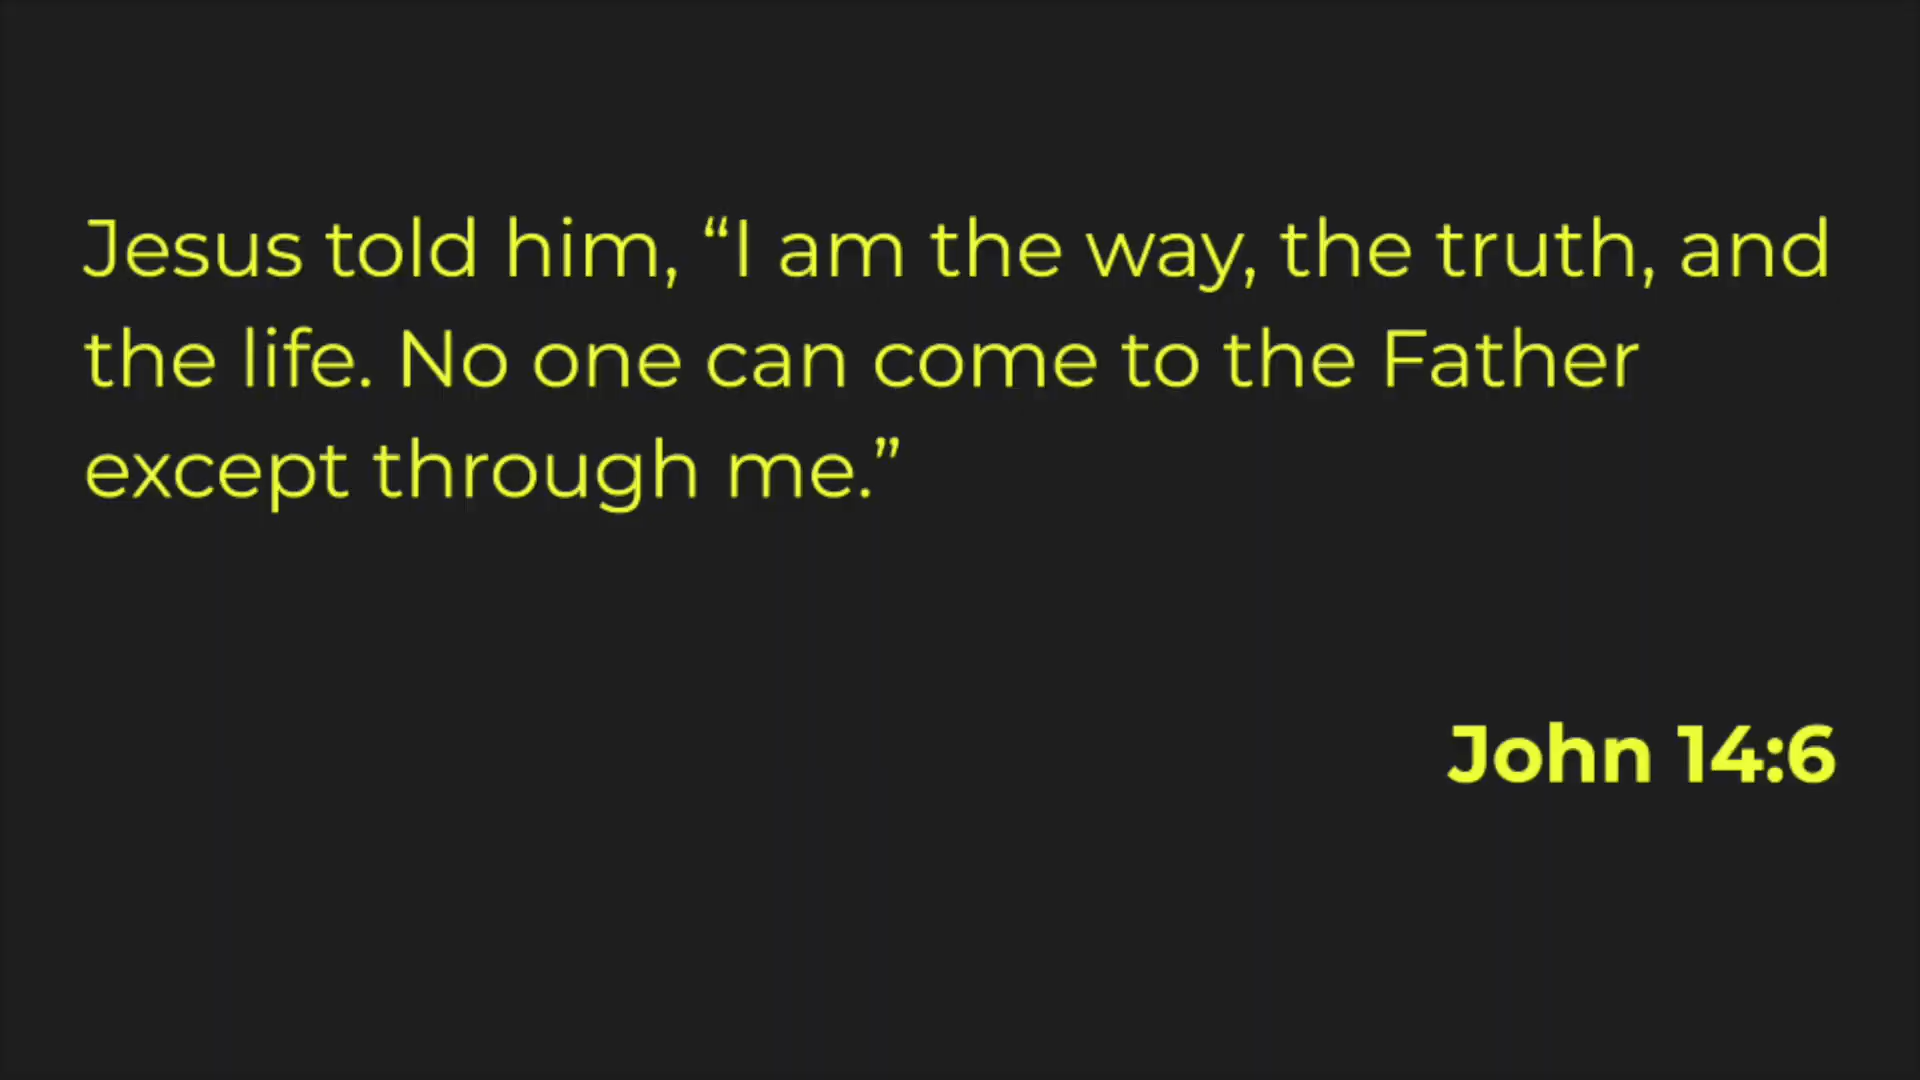 Jesus told him, “I am the way, the truth, and
the life. No one can come to the Father
except through me.”
John 14:6